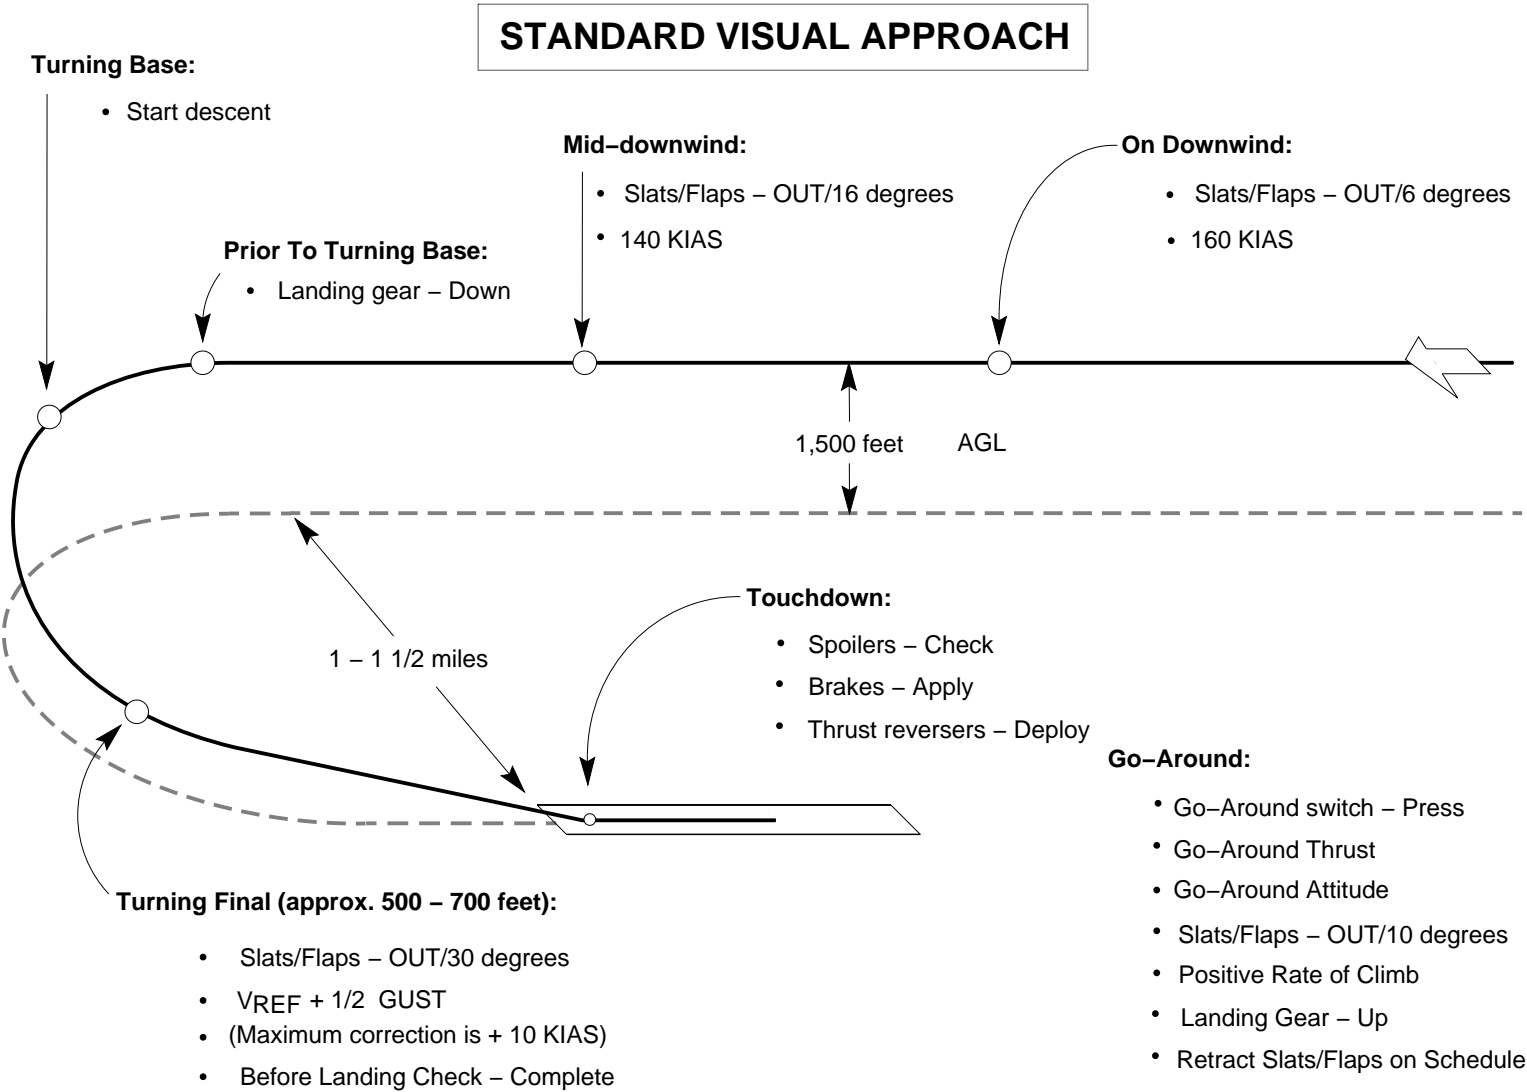 STANDARD VISUAL APPROACH
Turning Base:
• Start descent
Mid–downwind:
• Slats/Flaps – OUT/16 degrees
• 140 KIAS
On Downwind:
• Slats/Flaps – OUT/6 degrees
• 160 KIAS
Prior To Turning Base:
• Landing gear – Down
1,500 feet AGL
1 – 1 1/2 miles
Touchdown:
• Spoilers – Check
• Brakes – Apply
• Thrust reversers – Deploy
Go–Around:
• Go–Around switch – Press
• Go–Around Thrust
• Go–Around Attitude
• Slats/Flaps – OUT/10 degrees
• Positive Rate of Climb
• Landing Gear – Up
• Retract Slats/Flaps on Schedule
Turning Final (approx. 500 – 700 feet):
• Slats/Flaps – OUT/30 degrees
• VREF + 1/2 GUST
• (Maximum correction is + 10 KIAS)
• Before Landing Check – Complete